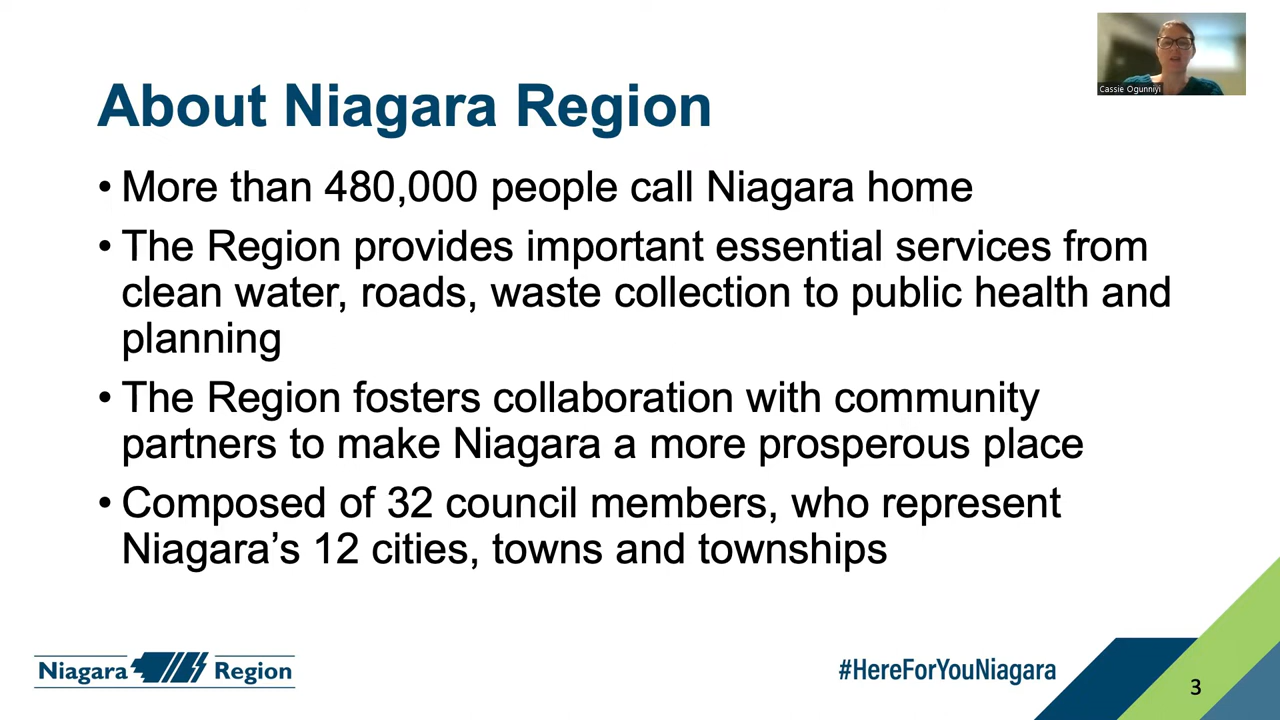 Cassie Ogunniyi
About Niagara Region
• More than 480,000 people call Niagara home
• The Region provides important essential services from
clean water, roads, waste collection to public health and
planning
• The Region fosters collaboration with community
partners to make Niagara a more prosperous place
• Composed of 32 council members, who represent
Niagara’s 12 cities, towns and townships
Niagara Region
#HereForYouNiagara
3